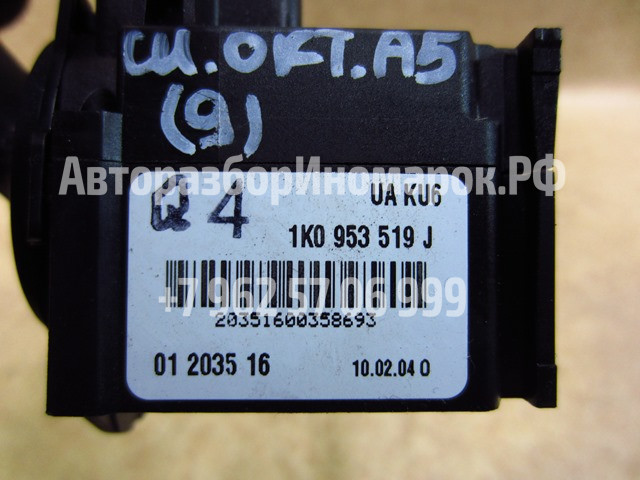 Ш.ОКТ.А5
(9)
АвторазборИномарок.РФ
UA KU6
Q 4
1K0 953 519 J
+7 967 57 06 999
20351600358693
01 2035 16
10.02.04 0